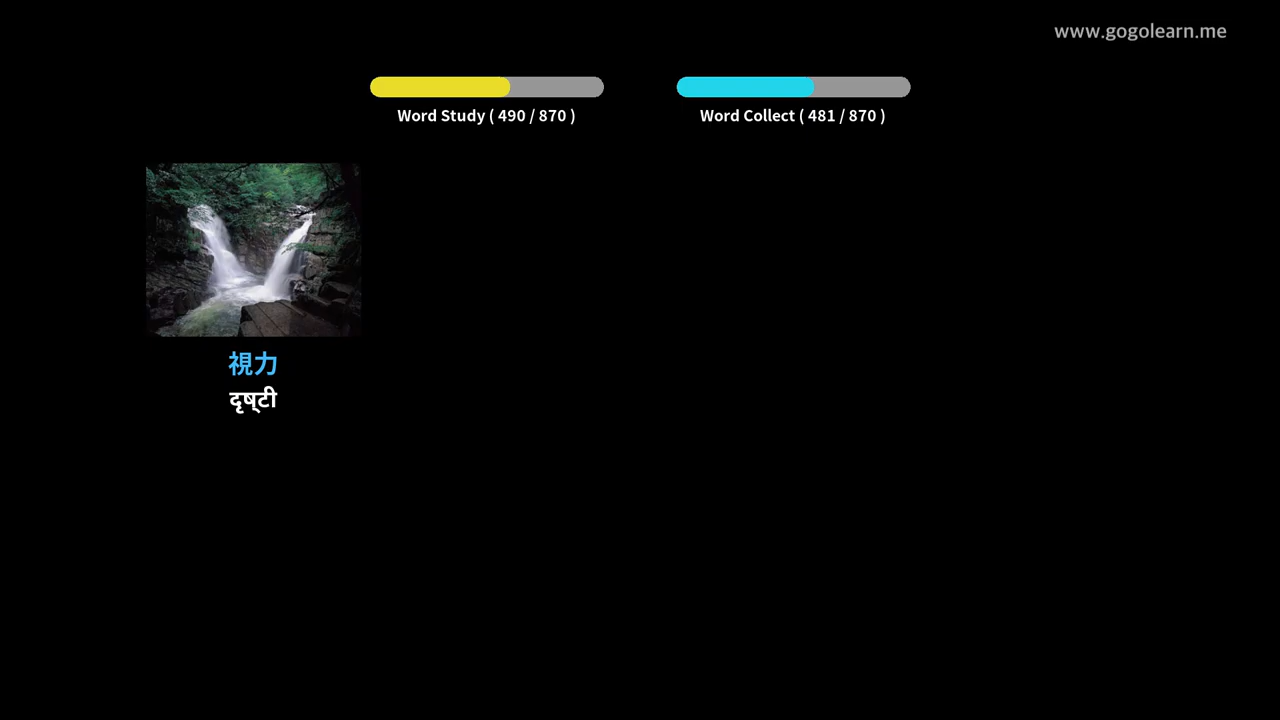 www.gogolearn.me
Word Study ( 490 / 870 )
Word Collect ( 481 / 870 )
視力
दृष्टी